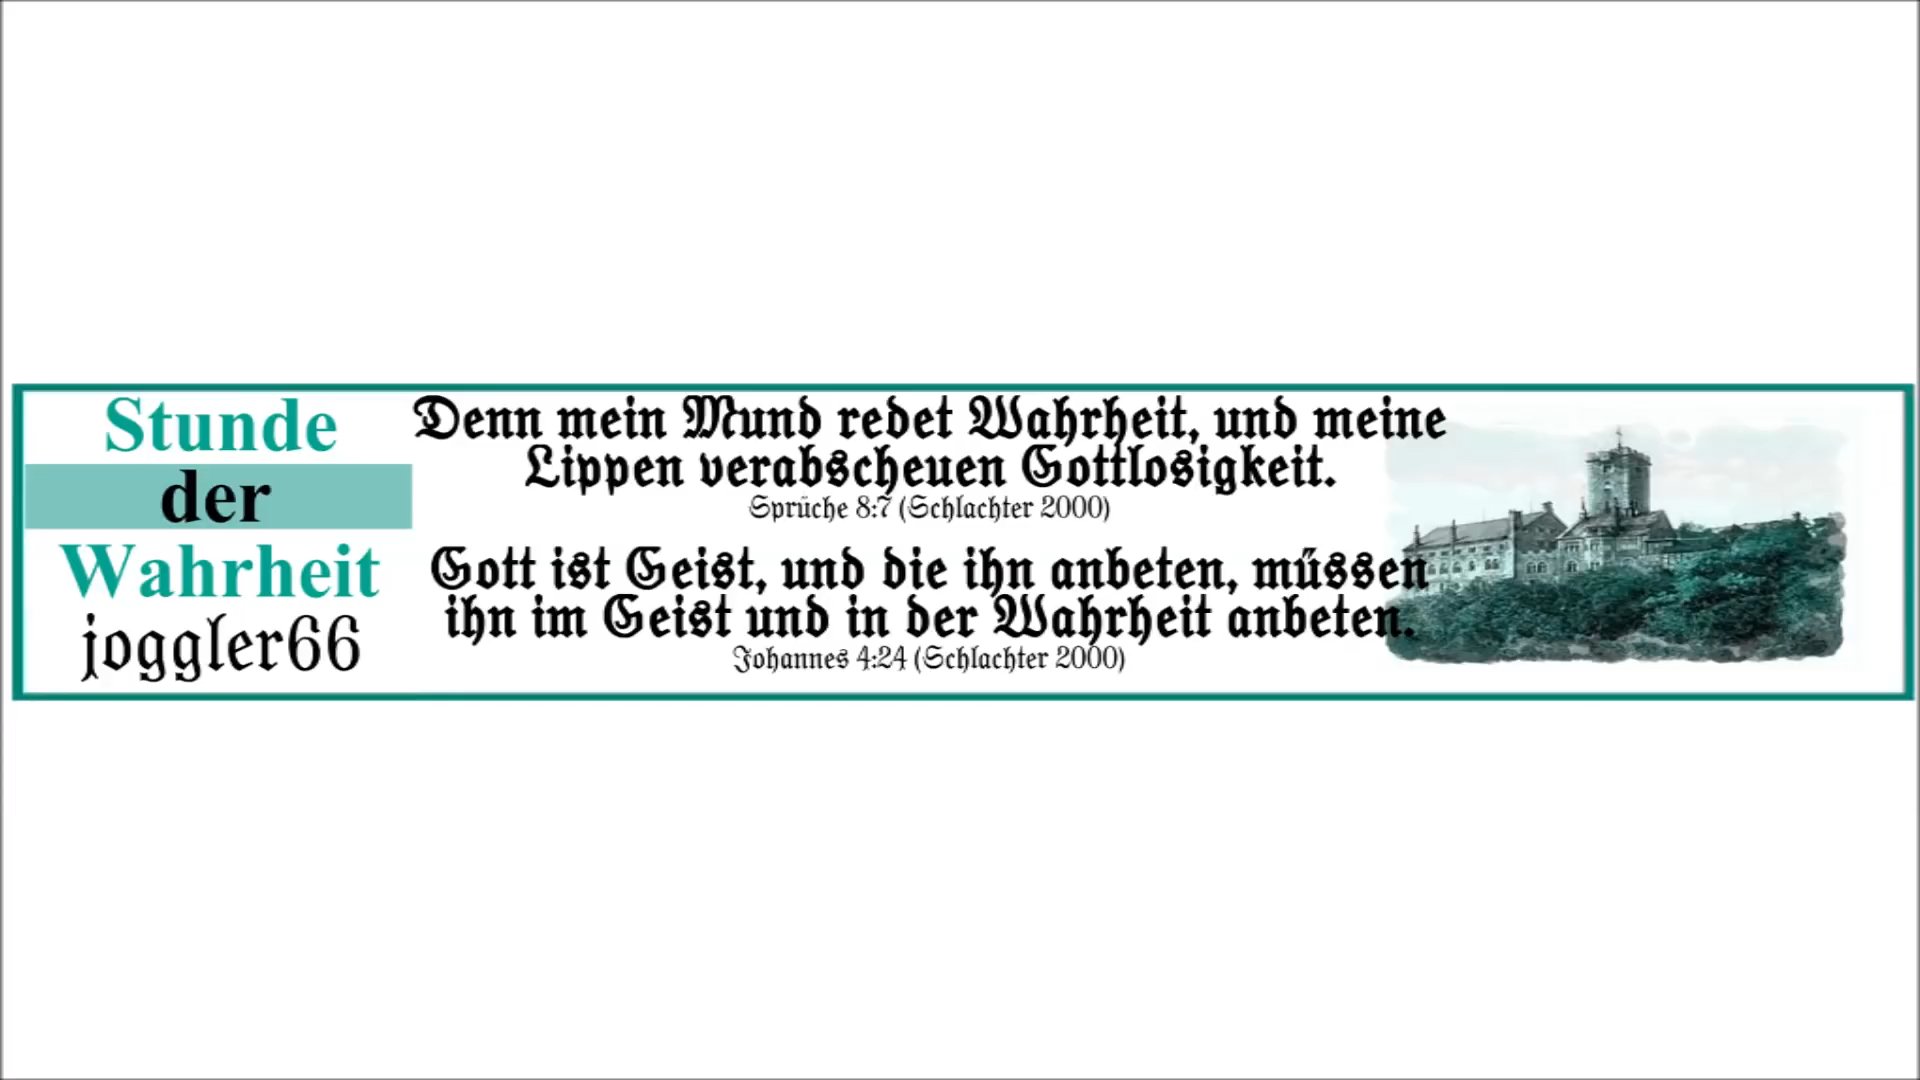 Stunde
der
Wahrheit
joggler66
Denn mein Mund redet Wahrheit, und meine
Lippen verabscheuen Gottlosigkeit.
Sprüche 8:7 (Schlachter 2000)
Gott ist Geist, und die ihn anbeten, müssen
ihn im Geist und in der Wahrheit anbeten.
Johannes 4:24 (Schlachter 2000)